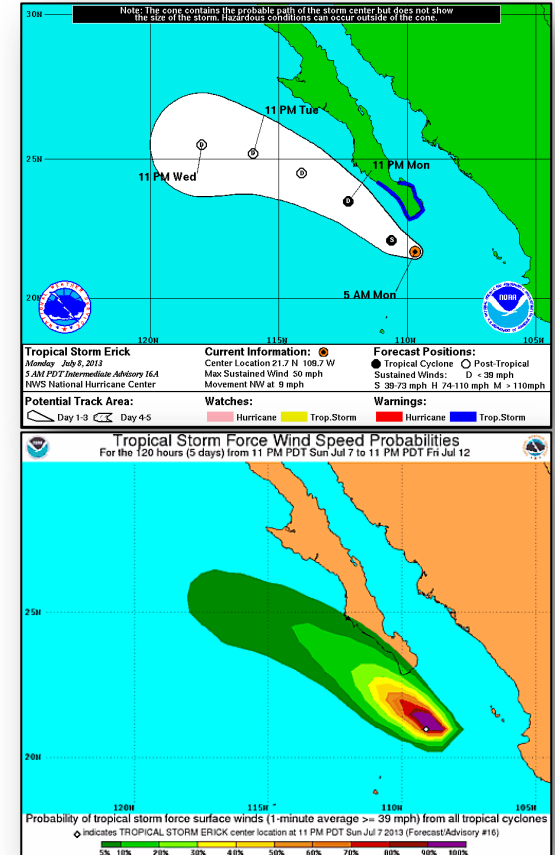 Note: The cone contains the probable path of the storm center but does not show
the size of the storm. Hazardous conditions can occur outside of the cone.
30N
11 PM Tue
25N
11 PM Mon
11 PM Wed
D
D
D
S
5 AM Mon
20N
NOAA
120W 115W 110W 105W
Tropical Storm Erick
Monday July 8, 2013
5 AM PDT Intermediate Advisory 16A
NWS National Hurricane Center
Current Information:
Center Location 21.7 N 109.7 W
Max Sustained Wind 50 mph
Movement NW at 9 mph
Forecast Positions:
Tropical Cyclone Post-Tropical
Sustained Winds: D < 39 mph
S 39-73 mph H 74-110 mph M > 110mph
Potential Track Area:
Day 1-3 Day 4-5
Watches:
Hurricane Trop.Storm
Warnings:
Hurricane Trop.Storm
Tropical Storm Force Wind Speed Probabilities
For the 120 hours (5 days) from 11 PM PDT Sun Jul 7 to 11 PM PDT Fri Jul 12
25N
20N
120W 115W 110W 105W
Probability of tropical storm force surface winds (1-minute average >= 39 mph) from all tropical cyclones
indicates TROPICAL STORM ERICK center location at 11 PM PDT Sun Jul 7 2013 (Forecast/Advisory #16)
5% 10% 20% 30% 40% 50% 60% 70% 80% 90% 100%